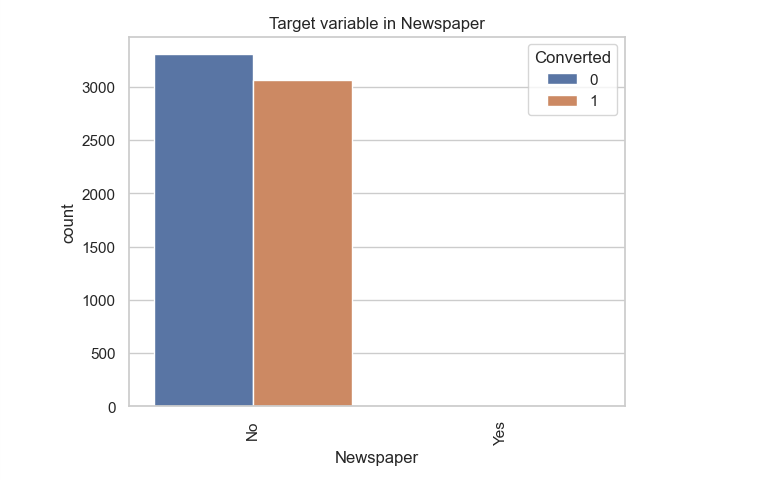 Target variable in Newspaper
Converted
0
1
3000
2500
2000
1500
1000
500
0
count
No
Yes
Newspaper